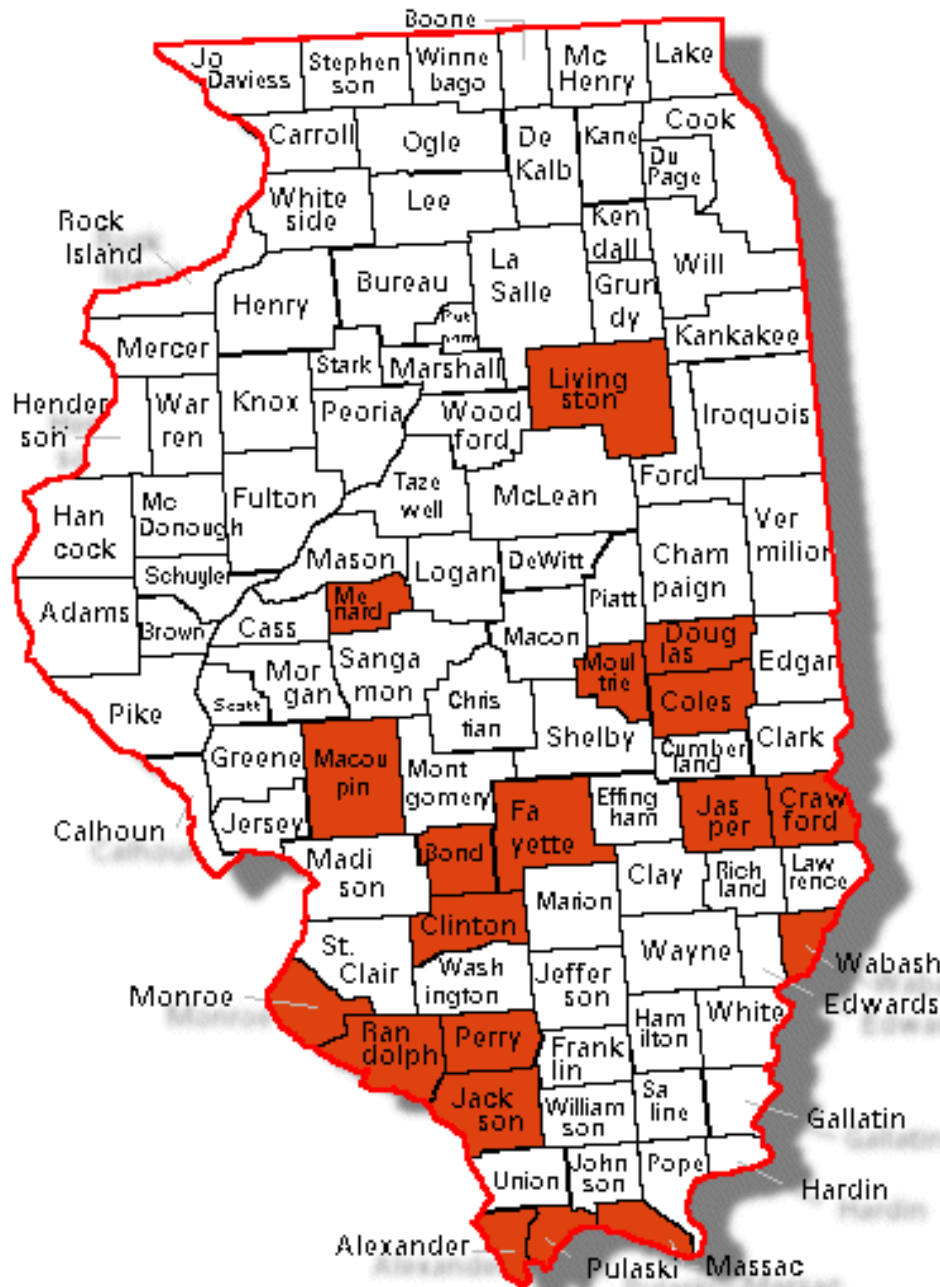 Boone
Jo
Daviess
Stephen
son
Winne
bago
Mc
Henry
Lake
Carroll
Ogle
De
Kalb
Kane
Cook
Du
Page
White
side
Lee
Rock
Island
Henry
Bureau
La
Salle
Ken
dall
Grun
dy
Will
Kankakee
Mercer
Stark
Put
nam
Marshall
Living
ston
Iroquois
Hender
son
War
ren
Knox
Peoria
Wood
ford
Ford
Han
cock
Mc
Donough
Fulton
Taze
well
McLean
Ver
milion
Schuyler
Mason
Logan
DeWitt
Cham
paign
Adams
Brown
Cass
Me
nard
Piatt
Macon
Doug
las
Edgar
Pike
Scott
Mor
gan
Sanga
mon
Chris
tian
Moul
trie
Coles
Shelby
Cumber
land
Clark
Greene
Macou
pin
Mont
gomery
Calhoun
Jersey
Fa
yette
Effing
ham
Jas
per
Craw
ford
Madi
son
Bond
Clay
Rich
land
Law
rence
Marion
Clinton
St.
Clair
Wash
ington
Jeffer
son
Wayne
Wabash
Edwards
Monroe
Ran
dolph
Perry
Frank
lin
Ham
ilton
White
Jack
son
William
son
Sa
line
Gallatin
Union
John
son
Pope
Hardin
Alexander
Pulaski
Massac